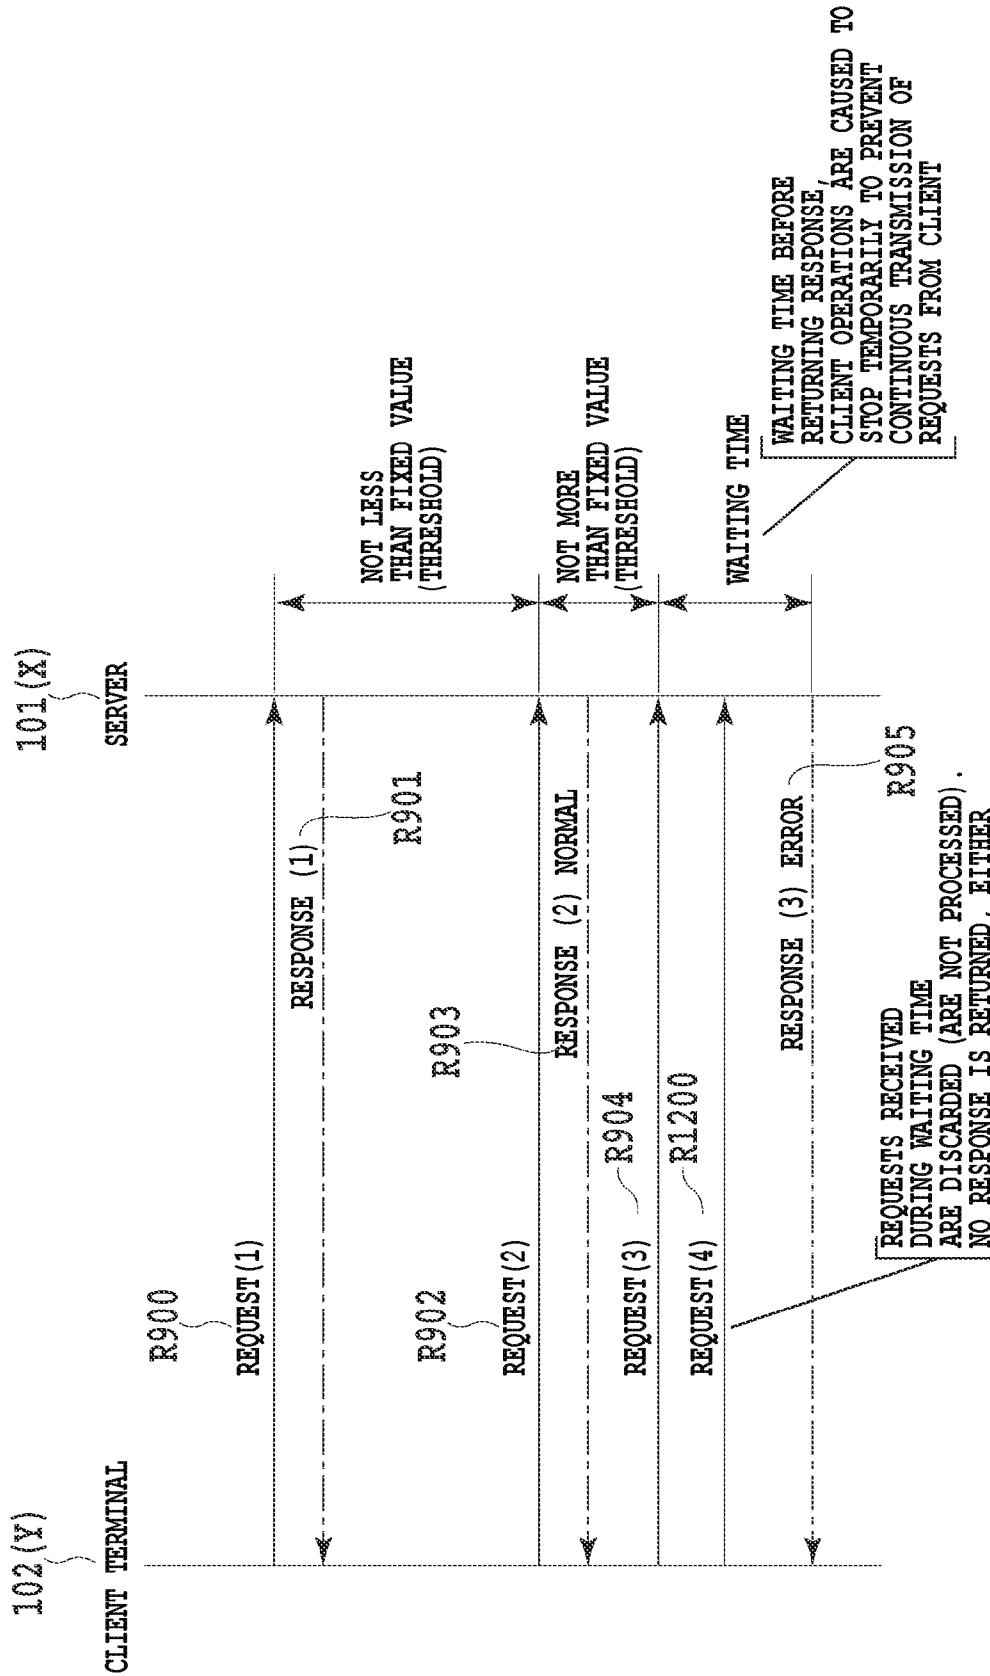 102(Y)
CLIENT TERMINAL
101(X)
SERVER
R900
REQUEST(1)
RESPONSE (1)
R901
NOT LESS
THAN FIXED VALUE
(THRESHOLD)
R902
REQUEST(2)
R903
RESPONSE (2) NORMAL
NOT MORE
THAN FIXED VALUE
(THRESHOLD)
REQUEST(3)
R904
REQUEST(4)
R1200
WAITING TIME
RESPONSE (3) ERROR
R905
WAITING TIME BEFORE
RETURNING RESPONSE,
CLIENT OPERATIONS ARE CAUSED TO
STOP TEMPORARILY TO PREVENT
CONTINUOUS TRANSMISSION OF
REQUESTS FROM CLIENT
REQUESTS RECEIVED
DURING WAITING TIME
ARE DISCARDED (ARE NOT PROCESSED).
NO RESPONSE IS RETURNED, EITHER